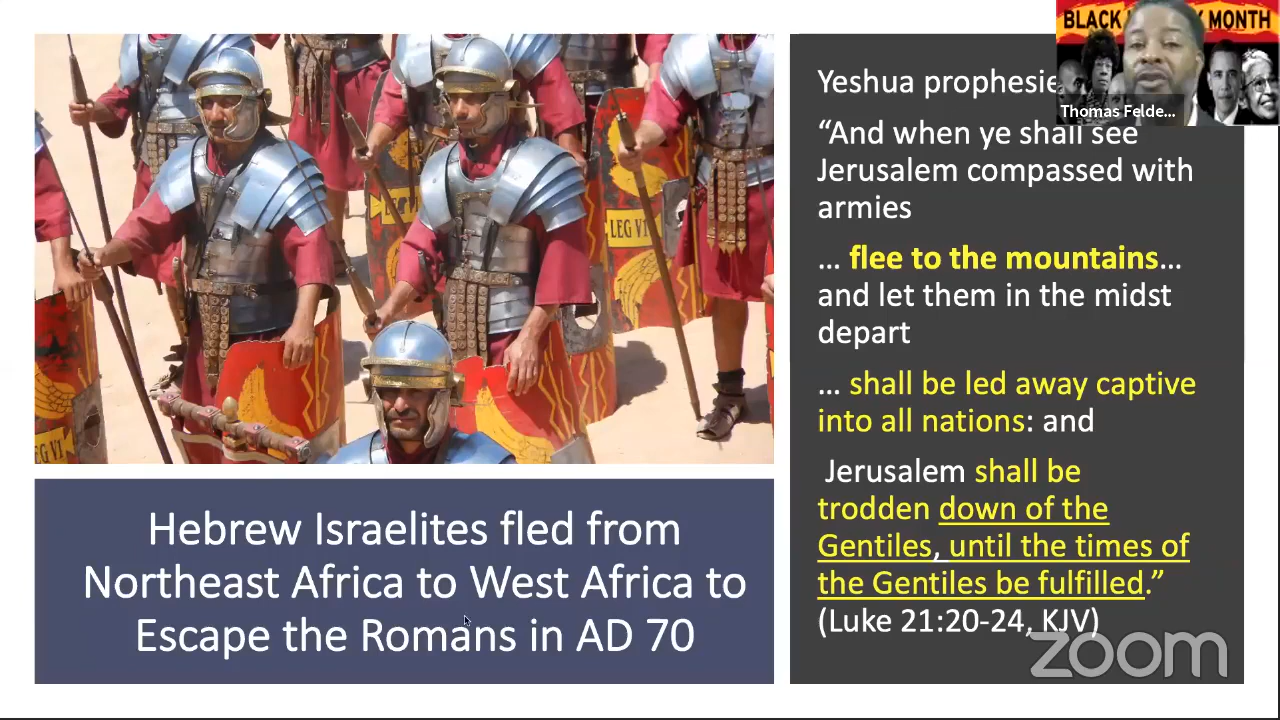 BLACK
MONTH
Thomas Felde...
Yeshua
“And when ye shall see
Jerusalem compassed with
armies
... flee to the mountains...
and let them in the midst
depart
... shall be led away captive
into all nations: and
Jerusalem shall be
trodden down of the
Gentiles, until the times of
the Gentiles be fulfilled.”
(Luke 21:20-24, KJV)
LEG VI
Hebrew Israelites fled from
Northeast Africa to West Africa to
Escape the Romans in AD 70
zoom